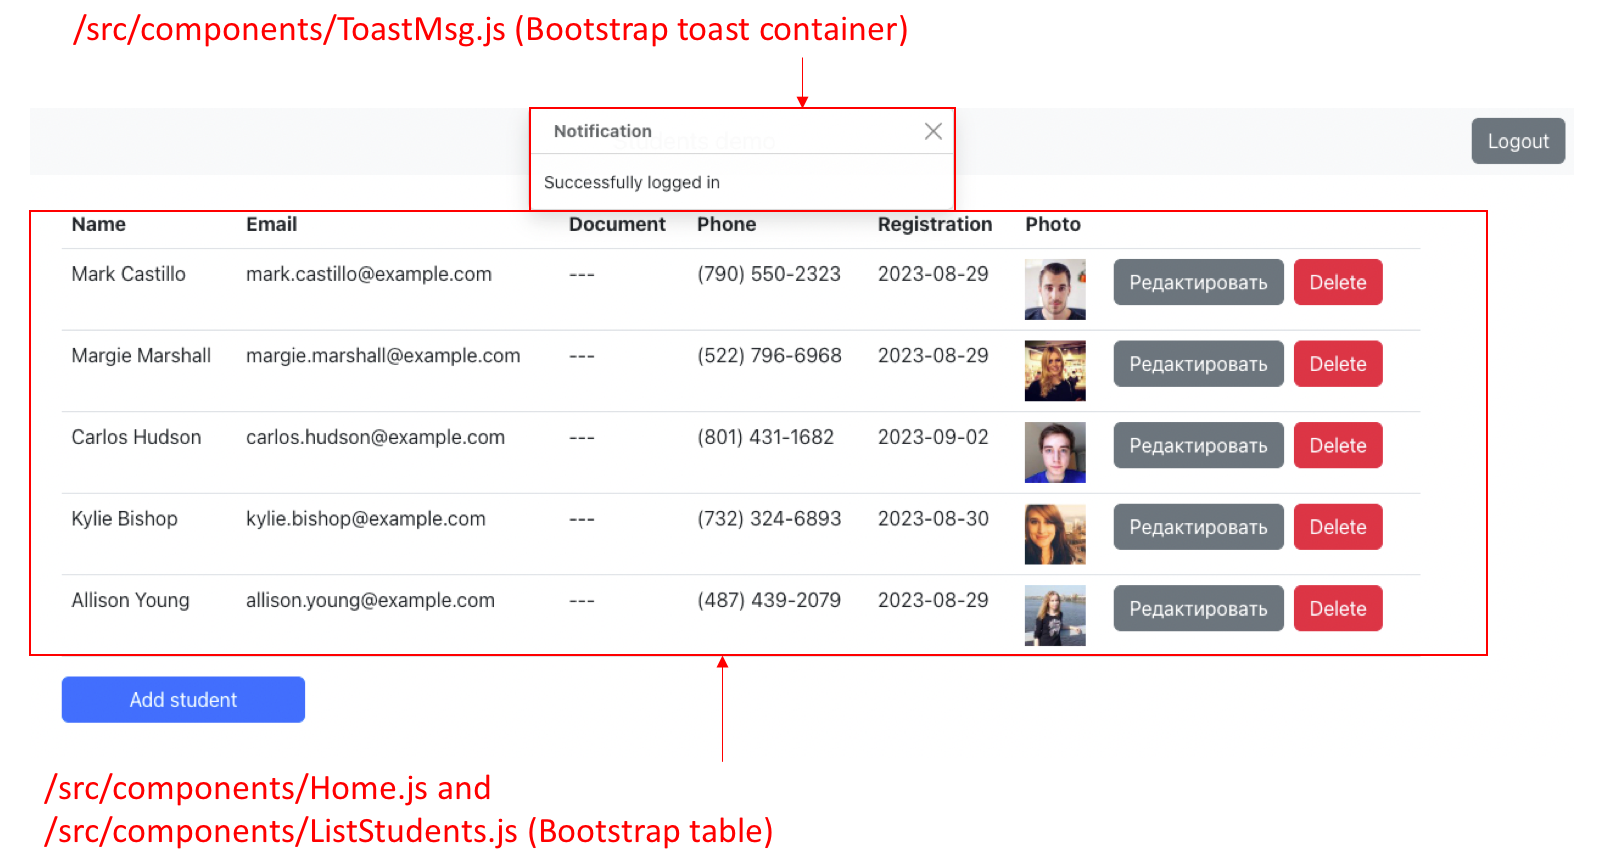 /src/components/ToastMsg.js (Bootstrap toast container)
Notification
Students demo
Logout
Successfully logged in
Name Email Document Phone Registration Photo
Mark Castillo mark.castillo@example.com --- (790) 550-2323 2023-08-29 Редактировать Delete
Margie Marshall margie.marshall@example.com --- (522) 796-6968 2023-08-29 Редактировать Delete
Carlos Hudson carlos.hudson@example.com --- (801) 431-1682 2023-09-02 Редактировать Delete
Kylie Bishop kylie.bishop@example.com --- (732) 324-6893 2023-08-30 Редактировать Delete
Allison Young allison.young@example.com --- (487) 439-2079 2023-08-29 Редактировать Delete
Add student
/src/components/Home.js and
/src/components/ListStudents.js (Bootstrap table)